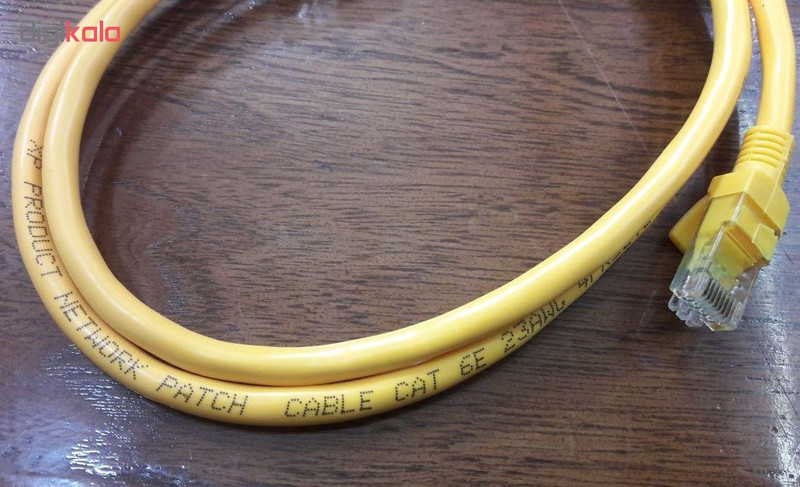 digikala
XP PRODUCT NETWORK PATCH CABLE CAT 6E 23AWG